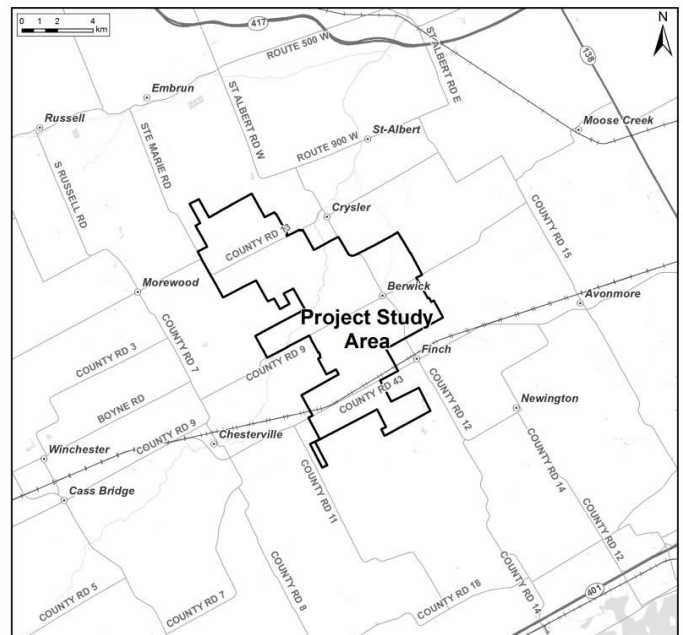 0 1 2 4
km
N
417
138
ROUTE 500 W
ST ALBERT RD E
Embrun
Russell
ST ALBERT RD W
STE MARIE RD
S RUSSELL RD
St-Albert
ROUTE 900 W
Moose Creek
Crysler
COUNTY RD 13
COUNTY RD 15
Morewood
Berwick
Avonmore
Project Study
Area
COUNTY RD 3
COUNTY RD 7
COUNTY RD 9
Finch
COUNTY RD 43
BOYNE RD
COUNTY RD 9
Newington
COUNTY RD 12
Chesterville
Winchester
Cass Bridge
COUNTY RD 11
COUNTY RD 14
COUNTY RD 12
COUNTY RD 5
COUNTY RD 7
COUNTY RD 8
COUNTY RD 18
COUNTY RD 14
401